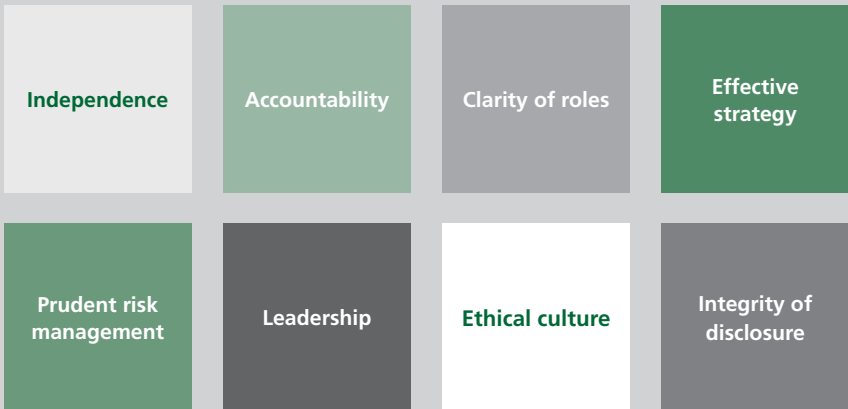 Independence
Accountability
Clarity of roles
Effective
strategy
Prudent risk
management
Leadership
Ethical culture
Integrity of
disclosure